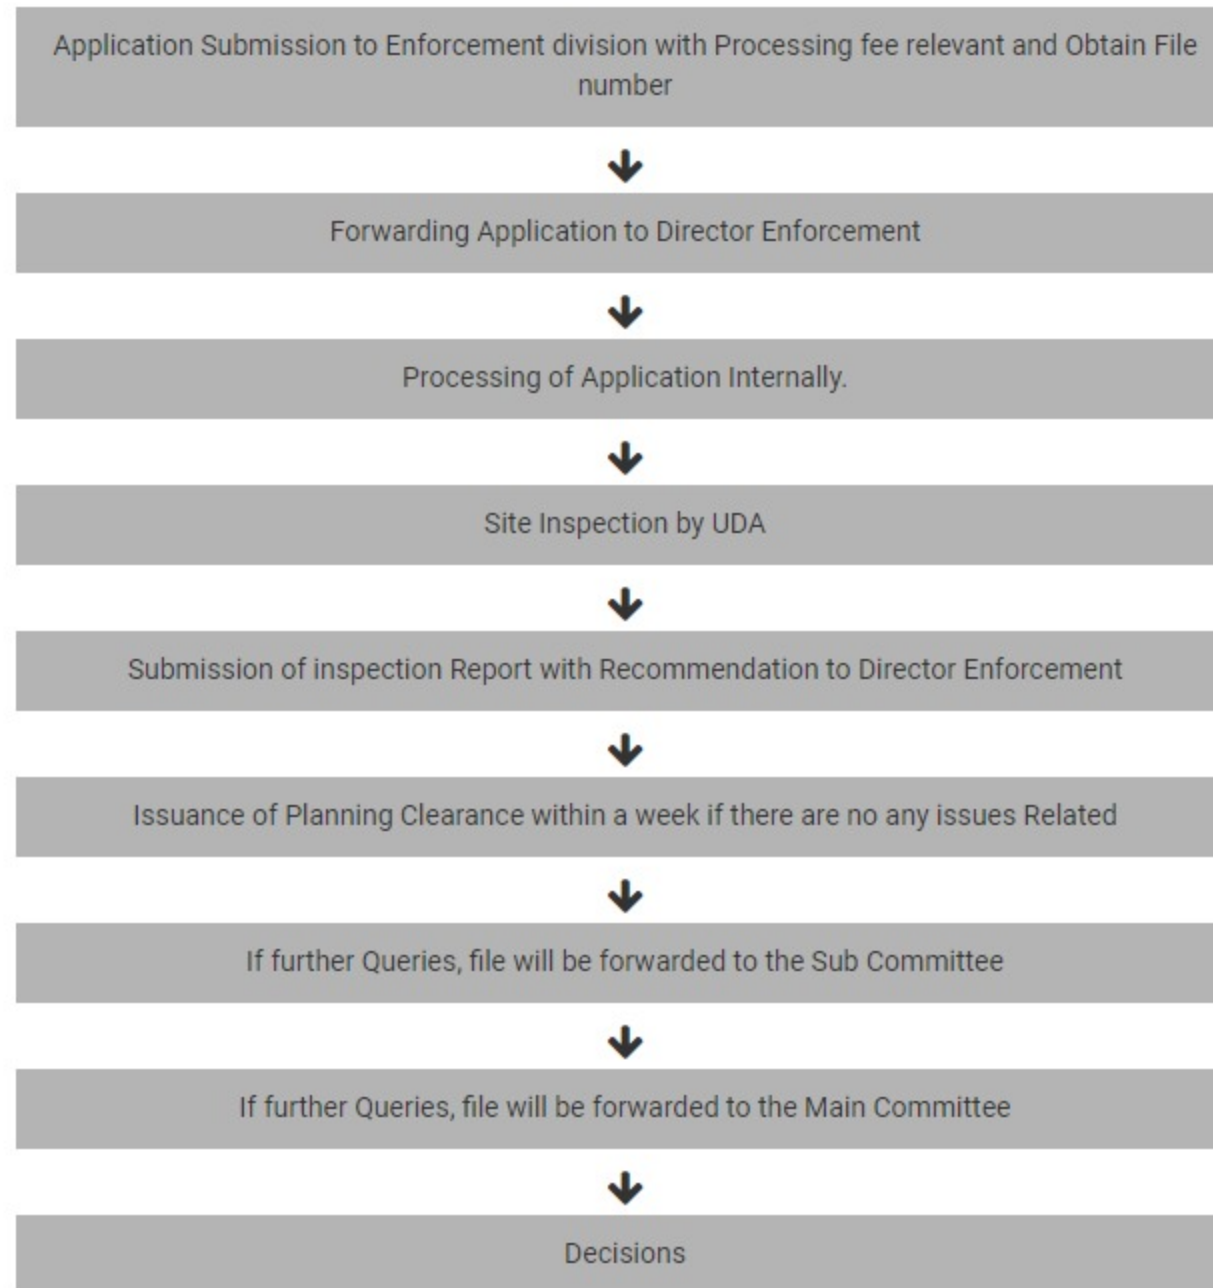 Application Submission to Enforcement division with Processing fee relevant and Obtain File
number
Forwarding Application to Director Enforcement
Processing of Application Internally.
Site Inspection by UDA
Submission of inspection Report with Recommendation to Director Enforcement
Issuance of Planning Clearance within a week if there are no any issues Related
If further Queries, file will be forwarded to the Sub Committee
If further Queries, file will be forwarded to the Main Committee
Decisions